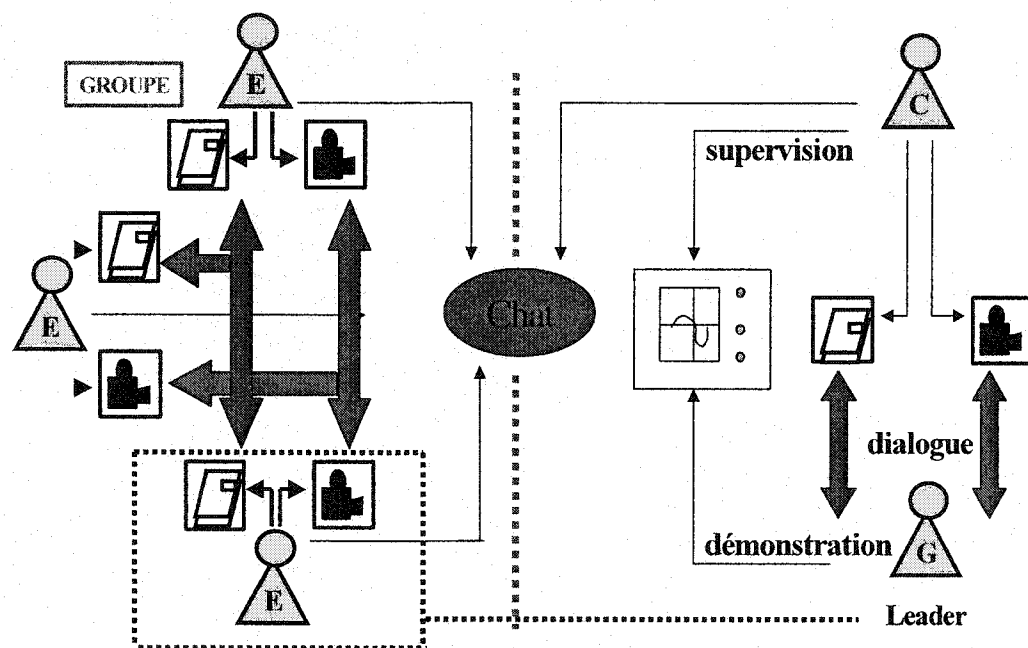 GROUPE
E
C
supervision
E
Chat
dialogue
démonstration
G
E
Leader